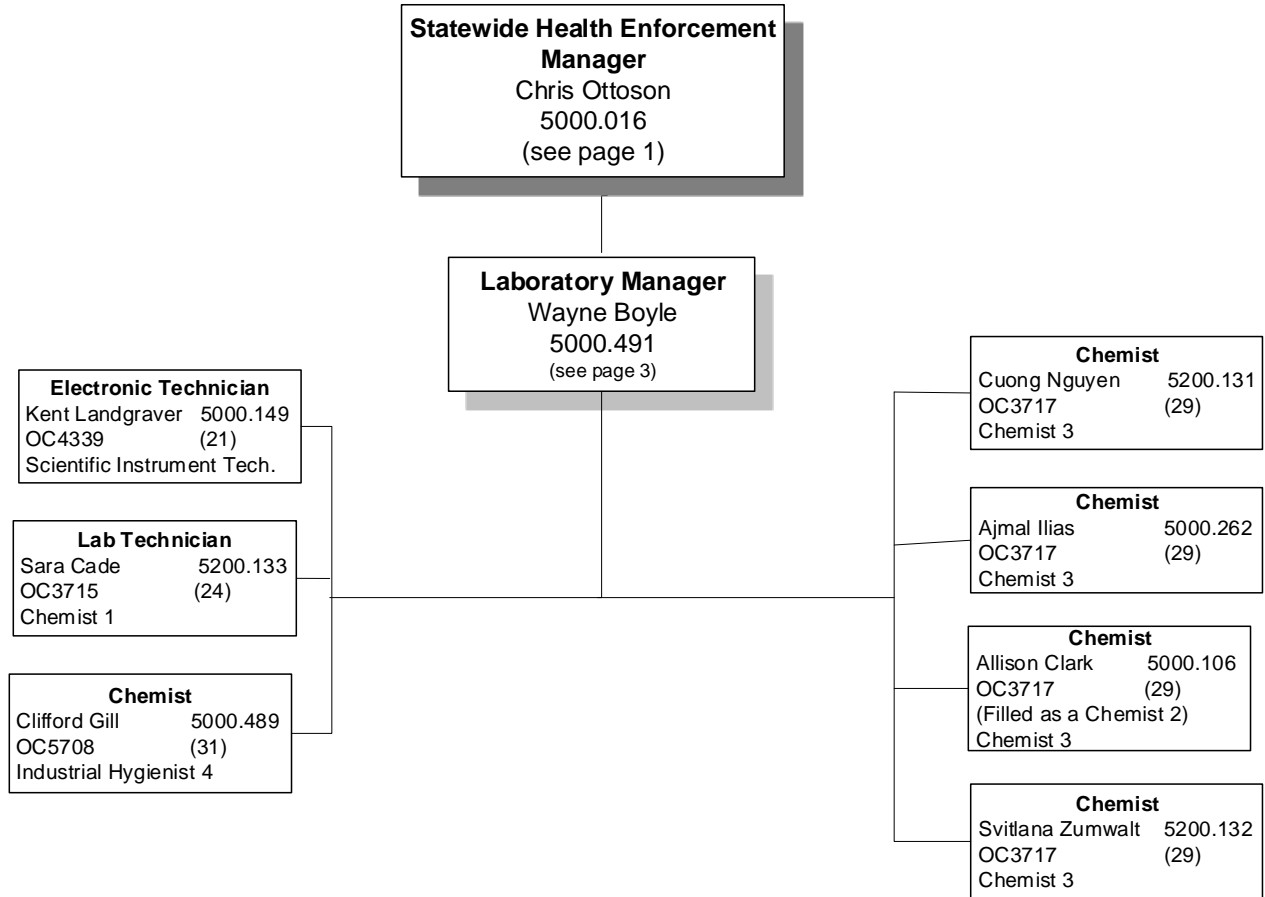 Statewide Health Enforcement
Manager
Chris Ottoson
5000.016
(see page 1)
Laboratory Manager
Wayne Boyle
5000.491
(see page 3)
Electronic Technician
Kent Landgraver 5000.149
OC4339 (21)
Scientific Instrument Tech.
Lab Technician
Sara Cade 5200.133
OC3715 (24)
Chemist 1
Chemist
Clifford Gill 5000.489
OC5708 (31)
Industrial Hygienist 4
Chemist
Cuong Nguyen 5200.131
OC3717 (29)
Chemist 3
Chemist
Ajmal Ilias 5000.262
OC3717 (29)
Chemist 3
Chemist
Allison Clark 5000.106
OC3717 (29)
(Filled as a Chemist 2)
Chemist 3
Chemist
Svitlana Zumwalt 5200.132
OC3717 (29)
Chemist 3